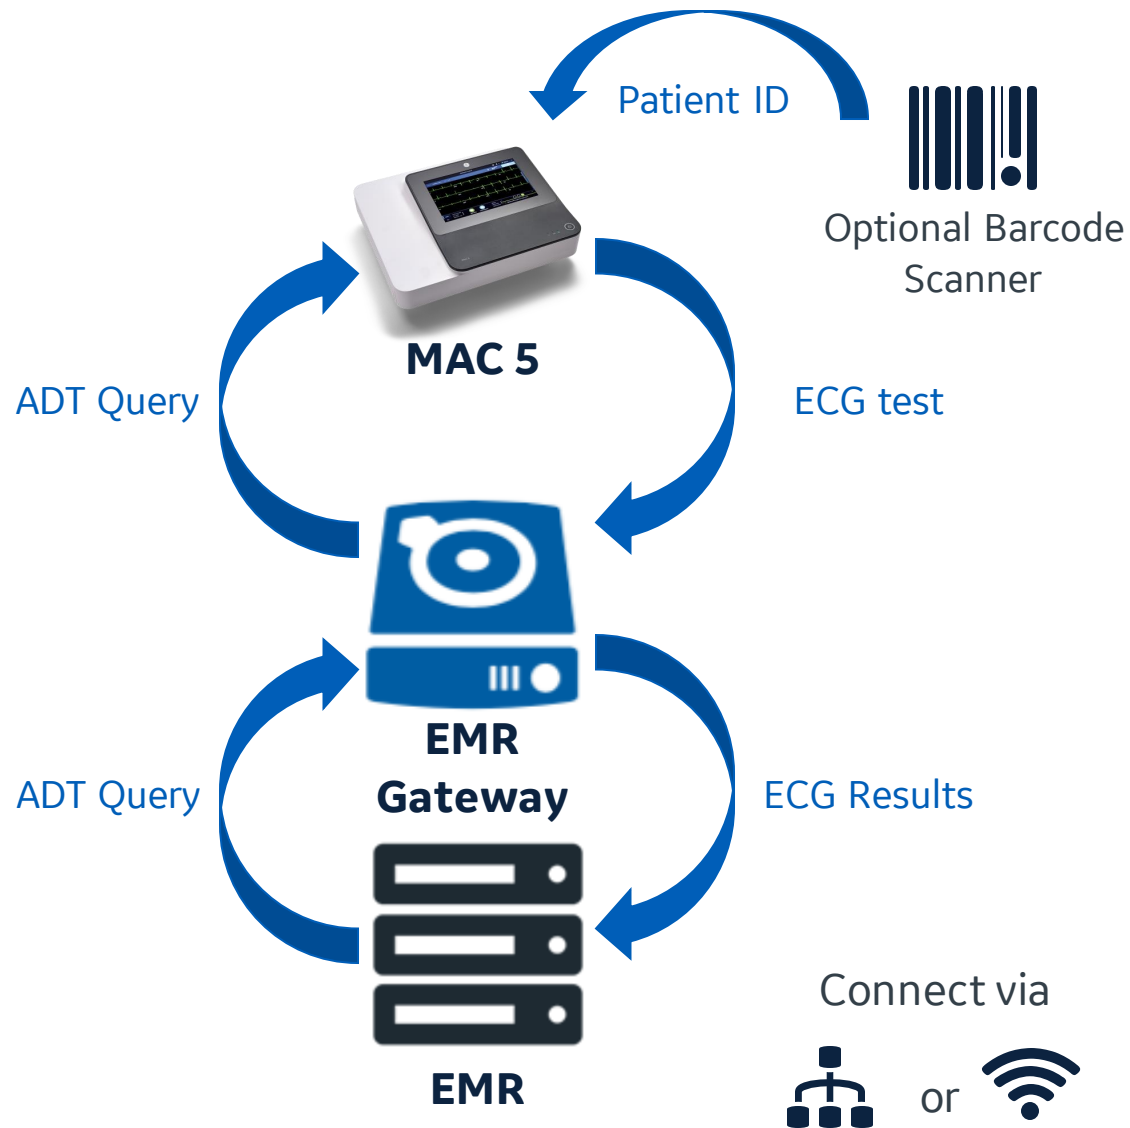 Patient ID
Optional Barcode
Scanner
MAC 5
ADT Query
ECG test
EMR
Gateway
ADT Query
ECG Results
EMR
Connect via
or